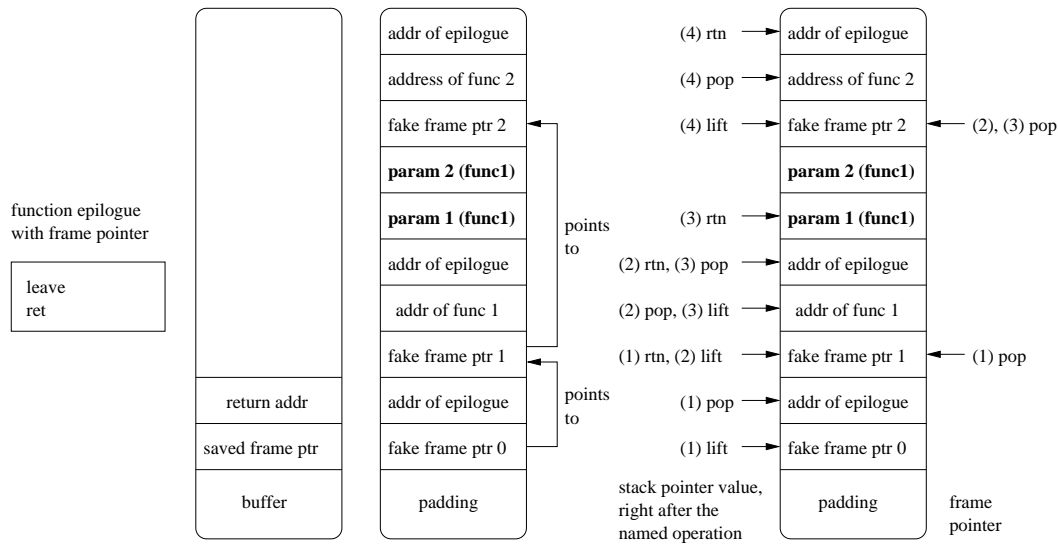 function epilogue
with frame pointer
leave
ret
return addr
saved frame ptr
buffer
addr of epilogue
address of func 2
fake frame ptr 2
param 2 (func1)
param 1 (func1)
addr of epilogue
addr of func 1
fake frame ptr 1
addr of epilogue
fake frame ptr 0
padding
points
to
points
to
(4) rtn
(4) pop
(4) lift
(3) rtn
(2) rtn, (3) pop
(2) pop, (3) lift
(1) rtn, (2) lift
(1) pop
(1) lift
stack pointer value,
right after the
named operation
addr of epilogue
address of func 2
fake frame ptr 2
param 2 (func1)
param 1 (func1)
addr of epilogue
addr of func 1
fake frame ptr 1
addr of epilogue
fake frame ptr 0
padding
(2), (3) pop
(1) pop
frame
pointer